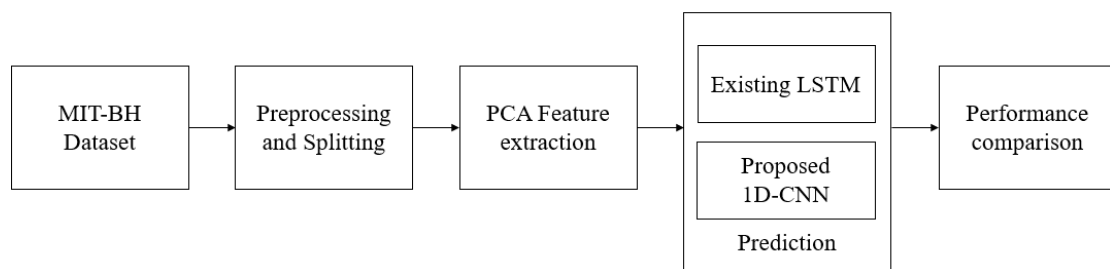 MIT-BH
Dataset
Preprocessing
and Splitting
PCA Feature
extraction
Existing LSTM
Proposed
1D-CNN
Prediction
Performance
comparison